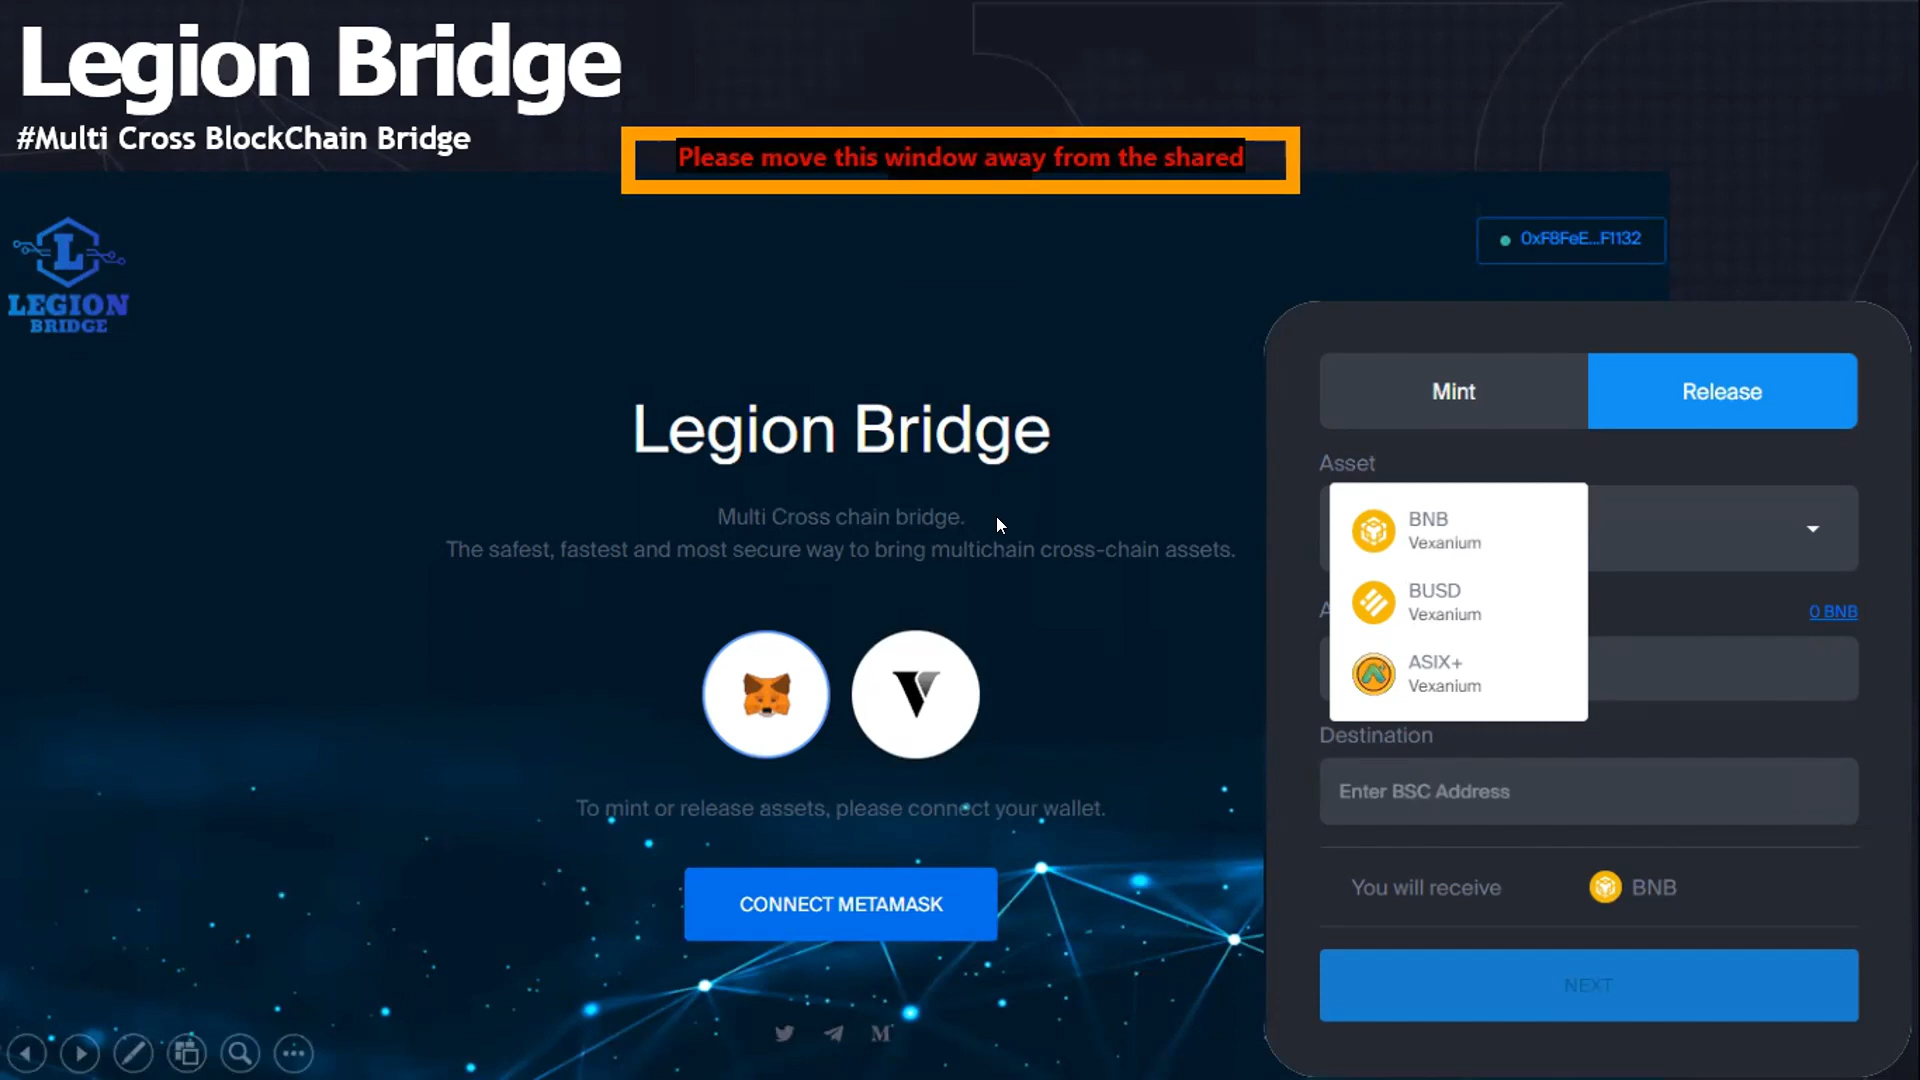 Legion Bridge
#Multi Cross BlockChain Bridge
Please move this window away from the shared
L
LEGION
BRIDGE
0xF8FeE...F1132
Legion Bridge
Multi Cross chain bridge.
The safest, fastest and most secure way to bring multichain cross-chain assets.
To mint or release assets, please connect your wallet.
CONNECT METAMASK
Mint
Release
Asset
BNB
Vexanium
BUSD
Vexanium
ASIX+
Vexanium
A
0 BNB
Destination
Enter BSC Address
You will receive
BNB
NEXT